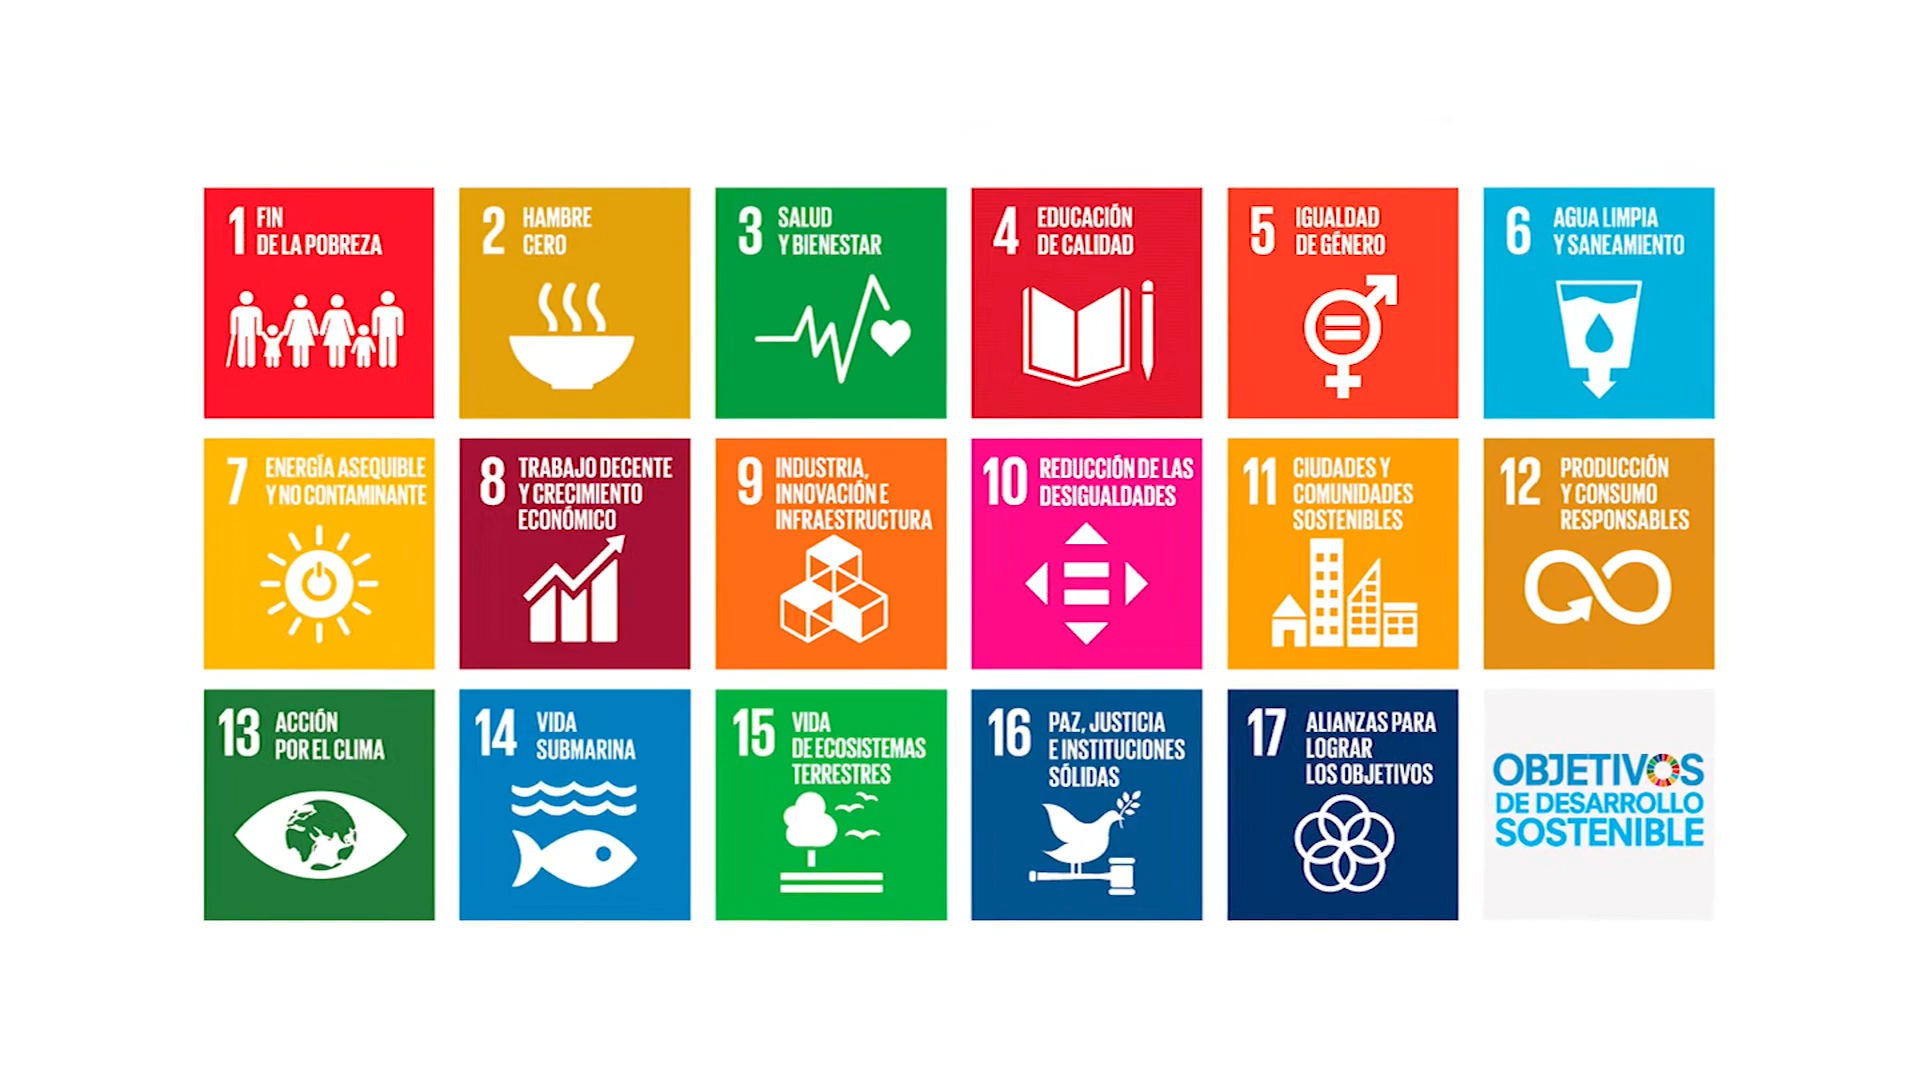 1 FIN
DE LA POBREZA
2 HAMBRE
CERO
3 SALUD
Y BIENESTAR
4 EDUCACIÓN
DE CALIDAD
5 IGUALDAD
DE GÉNERO
6 AGUA LIMPIA
Y SANEAMIENTO
7 ENERGÍA ASEQUIBLE
Y NO CONTAMINANTE
8 TRABAJO DECENTE
Y CRECIMIENTO
ECONÓMICO
9 INDUSTRIA,
INNOVACIÓN E
INFRAESTRUCTURA
10 REDUCCIÓN DE LAS
DESIGUALDADES
11 CIUDADES Y
COMUNIDADES
SOSTENIBLES
12 PRODUCCIÓN
Y CONSUMO
RESPONSABLES
13 ACCIÓN
POR EL CLIMA
14 VIDA
SUBMARINA
15 VIDA
DE ECOSISTEMAS
TERRESTRES
16 PAZ, JUSTICIA
E INSTITUCIONES
SÓLIDAS
17 ALIANZAS PARA
LOGRAR
LOS OBJETIVOS
OBJETIVOS
DE DESARROLLO
SOSTENIBLE